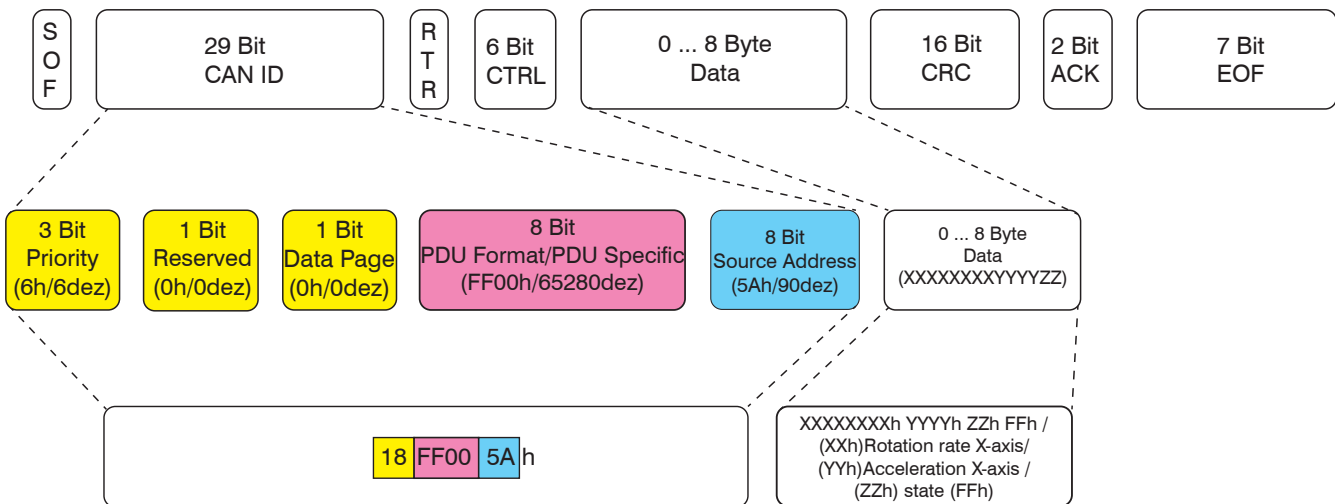 SOF
29 Bit
CAN ID
RTR
6 Bit
CTRL
0 ... 8 Byte
Data
16 Bit
CRC
2 Bit
ACK
7 Bit
EOF
3 Bit
Priority
(6h/6dez)
1 Bit
Reserved
(0h/0dez)
1 Bit
Data Page
(0h/0dez)
8 Bit
PDU Format/PDU Specific
(FF00h/65280dez)
8 Bit
Source Address
(5Ah/90dez)
0 ... 8 Byte
Data
(XXXXXXXXYYYYZZ)
18 FF00 5A h
XXXXXXXXh YYYYh ZZh FFh /
(XXh)Rotation rate X-axis/
(YYh)Acceleration X-axis /
(ZZh) state (FFh)